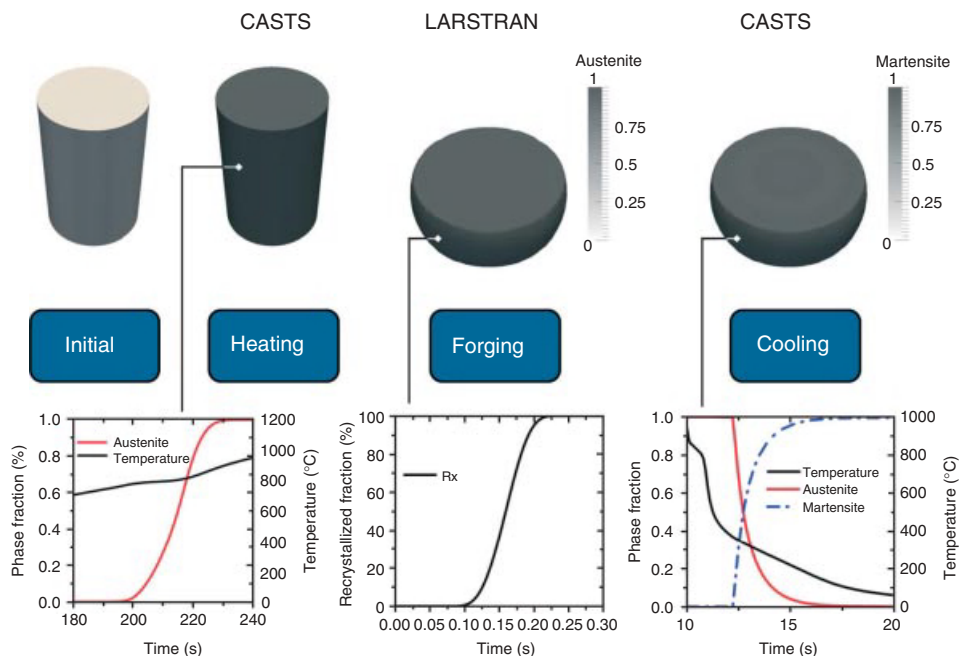 CASTS LARSTRAN CASTS
Austenite
1
0.75
0.5
0.25
0
Martensite
1
0.75
0.5
0.25
0
Initial
Heating
Forging
Cooling
Phase fraction (%)
1.0
0.8
0.6
0.4
0.2
0.0
Austenite
Temperature
1200
1000
800
600
400
200
0
Temperature (°C)
180 200 220 240
Time (s)
Recrystallized fraction (%)
100
80
60
40
20
0
Rx
0.00 0.05 0.10 0.15 0.20 0.25 0.30
Time (s)
Phase fraction
1.0
0.8
0.6
0.4
0.2
0.0
Temperature
Austenite
Martensite
1000
800
600
400
200
0
Temperature (°C)
10 15 20
Time (s)